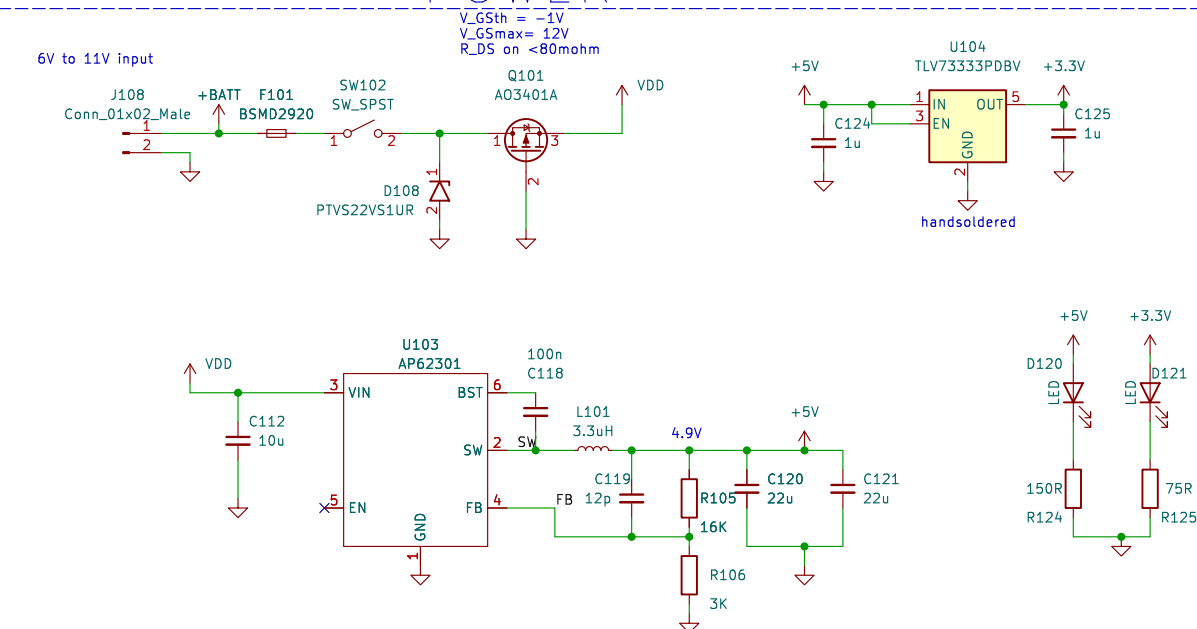 POWER
V_GSth = -1V
V_GSmax= 12V
R_DS on <80mohm
6V to 11V input
J108
Conn_01x02_Male
1
2
+BATT
F101
BSMD2920
SW102
SW_SPST
1
2
Q101
AO3401A
1
3
2
VDD
1
D108
PTVS22VS1UR
2
+5V
C124
1u
U104
TLV73333PDBV
1
IN
OUT
5
3
EN
GND
2
+3.3V
C125
1u
handsoldered
VDD
C112
10u
U103
AP62301
3
VIN
BST
6
SW
2
5
EN
FB
4
GND
1
100n
C118
SW
L101
3.3uH
FB
4.9V
C119
12p
R105
16K
R106
3K
C120
22u
+5V
C121
22u
+5V
D120
LED
150R
R124
+3.3V
D121
LED
75R
R125